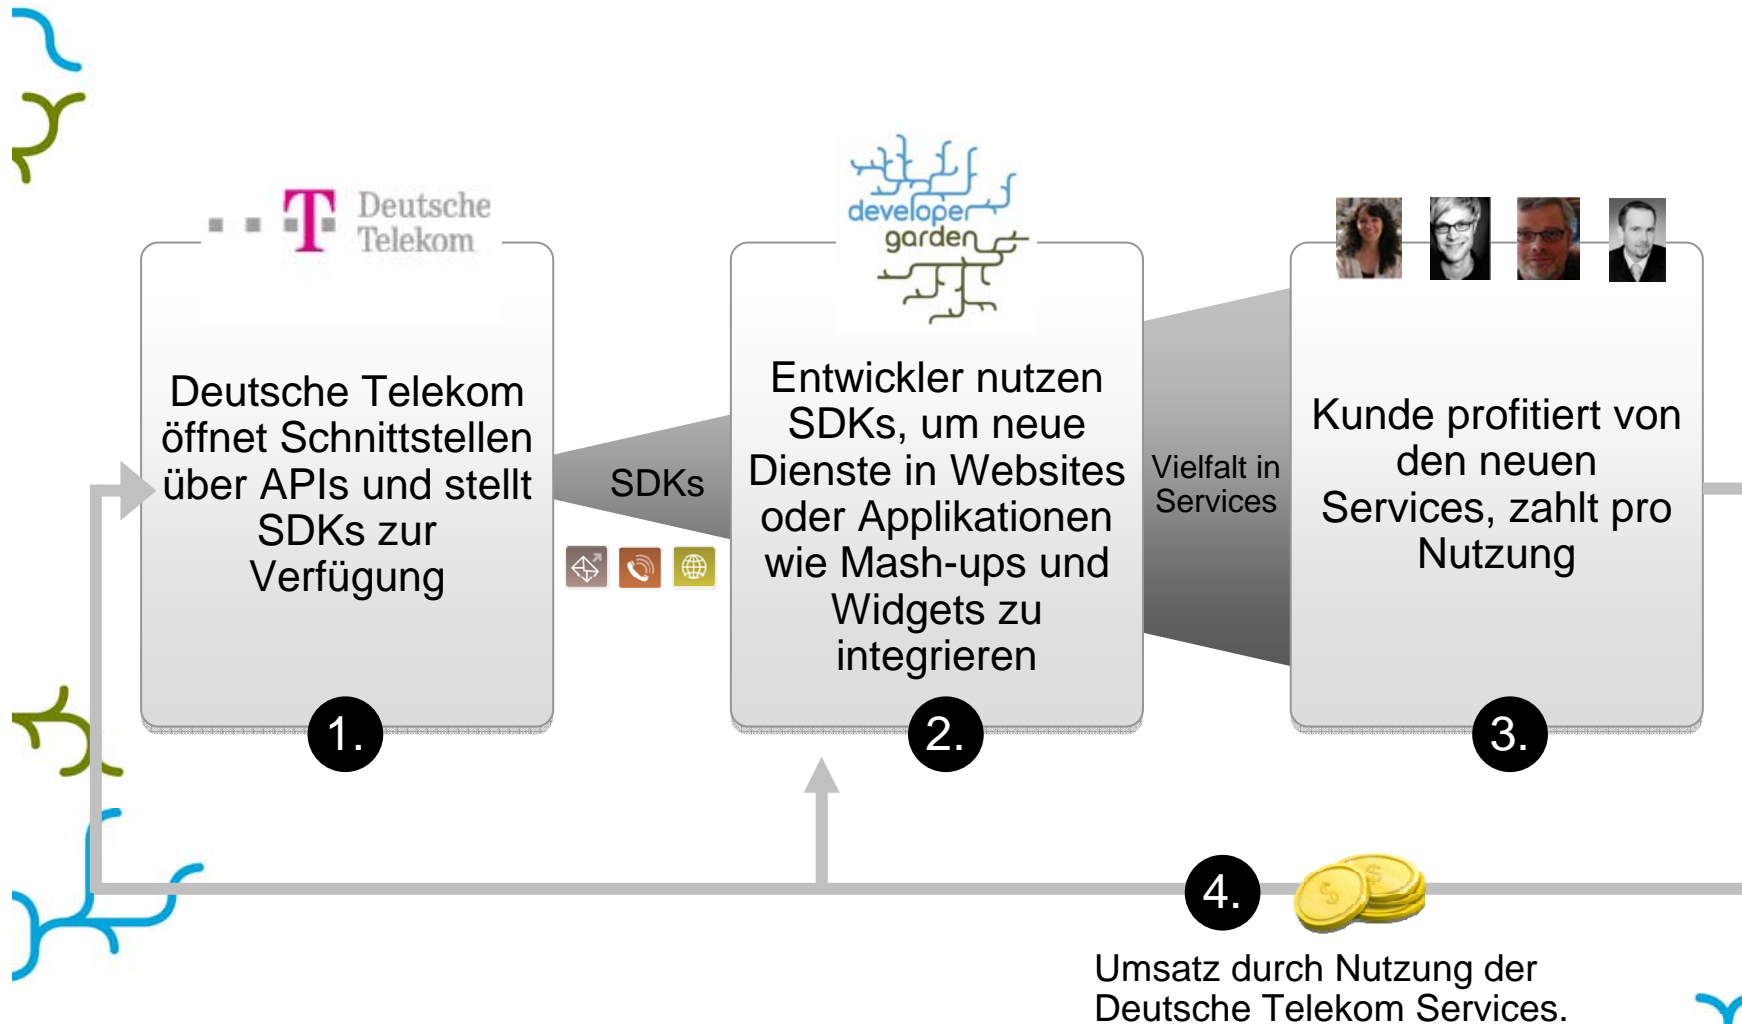 Deutsche
Telekom
developer
garden
Deutsche Telekom
öffnet Schnittstellen
über APIs und stellt
SDKs zur
Verfügung
1.
SDKs
Entwickler nutzen
SDKs, um neue
Dienste in Websites
oder Applikationen
wie Mash-ups und
Widgets zu
integrieren
2.
Vielfalt in
Services
Kunde profitiert von
den neuen
Services, zahlt pro
Nutzung
3.
4.
Umsatz durch Nutzung der
Deutsche Telekom Services.